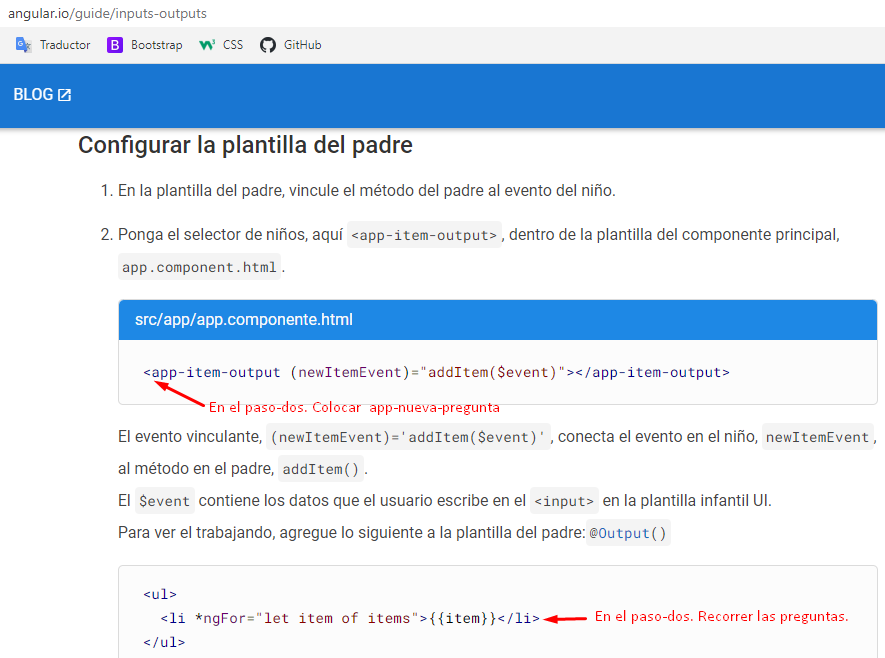 angular.io/guide/inputs-outputs
Traductor Bootstrap CSS GitHub
BLOG
Configurar la plantilla del padre
1. En la plantilla del padre, vincule el método del padre al evento del niño.
2. Ponga el selector de niños, aquí <app-item-output>, dentro de la plantilla del componente principal,
app.component.html.
src/app/app.componente.html
<app-item-output (newItemEvent)="addItem($event)"></app-item-output>
En el paso-dos. Colocar app-nueva-pregunta
El evento vinculante, (newItemEvent)='addItem($event)', conecta el evento en el niño, newItemEvent,
al método en el padre, addItem().
El $event contiene los datos que el usuario escribe en el <input> en la plantilla infantil UI.
Para ver el trabajando, agregue lo siguiente a la plantilla del padre: @Output()
<ul>
<li *ngFor="let item of items">{{item}}</li>
En el paso-dos. Recorrer las preguntas.
</ul>